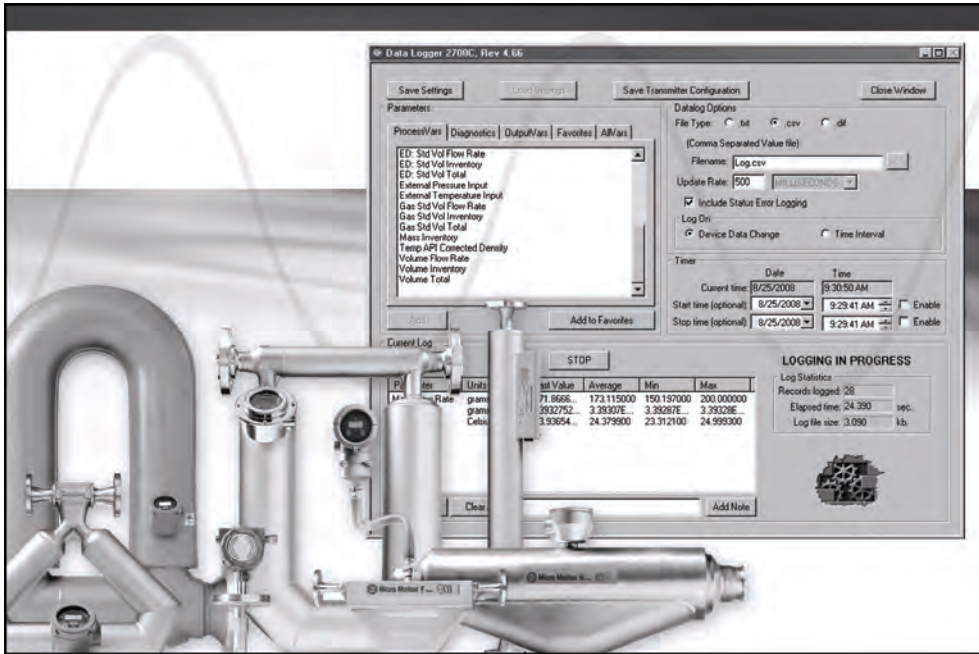 Data Logger 2700C, Rev 4.66
Save Settings
Load Settings
Save Transmitter Configuration
Close Window
Parameters
ProcessVars
Diagnostics
OutputVars
Favorites
AllVars
ED: Std Vol Flow Rate
ED: Std Vol Inventory
ED: Std Vol Total
External Pressure Input
External Temperature Input
Gas Std Vol Flow Rate
Gas Std Vol Inventory
Gas Std Vol Total
Mass Inventory
Temp API Corrected Density
Volume Flow Rate
Volume Inventory
Volume Total
Add to Favorites
Datalog Options
File Type: .txt .csv .dif
(Comma Separated Value file)
Filename: Log.csv
Update Rate: 500 MILLISECONDS
Include Status Error Logging
Log On
Device Data Change
Time Interval
Timer
Date Time
Current time: 8/25/2008 9:30:50 AM
Start time (optional) 8/25/2008 9:29:41 AM Enable
Stop time (optional) 8/25/2008 9:29:41 AM Enable
Current Log
STOP
Units Value Average Min Max
Rate 173.115000 150.197000 200.000000
3.39307E... 3.39287E... 3.39328E...
24.379900 23.312100 24.999300
Clear
Add Note
LOGGING IN PROGRESS
Log Statistics
Records logged: 28
Elapsed time: 24.390 sec.
Log file size: 3.090 kb.
Micro Motion F
Micro Motion